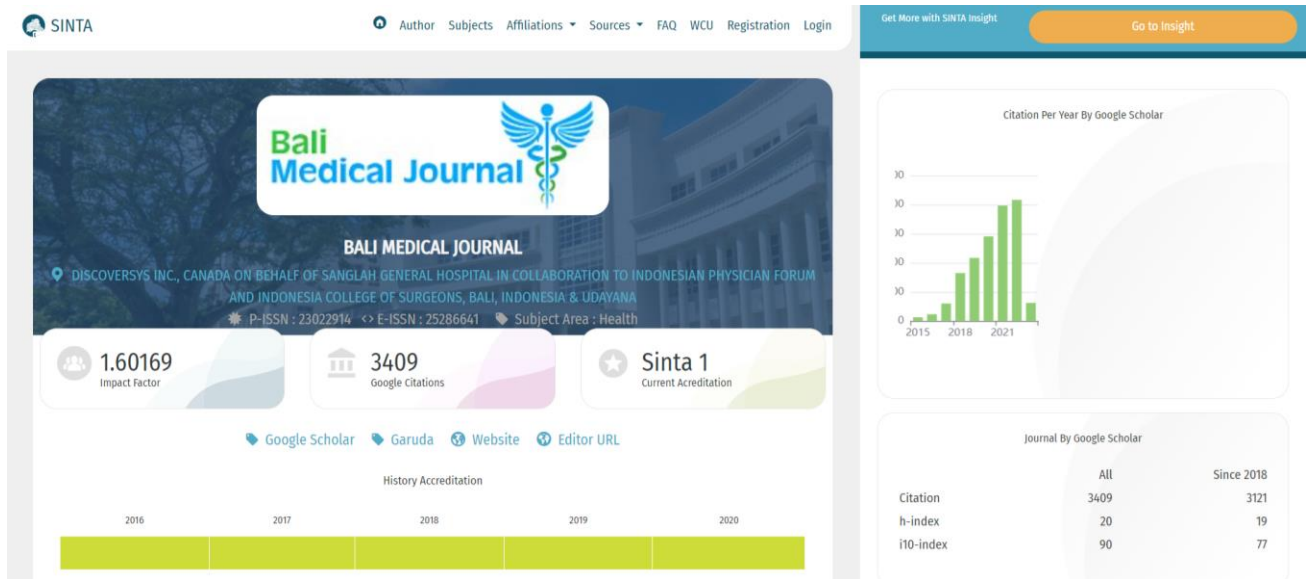 SINTA
Author Subjects Affiliations Sources FAQ WCU Registration Login
Get More with SINTA Insight
Go to Insight
Bali
Medical Journal
BALI MEDICAL JOURNAL
DISCOVERSYS INC., CANADA ON BEHALF OF SANGLAH GENERAL HOSPITAL IN COLLABORATION TO INDONESIAN PHYSICIAN FORUM
AND INDONESIA COLLEGE OF SURGEONS, BALI, INDONESIA & UDAYANA
P-ISSN : 23022914 <> E-ISSN : 25286641 Subject Area : Health
1.60169
Impact Factor
3409
Google Citations
Sinta 1
Current Acreditation
Google Scholar Garuda Website Editor URL
History Accreditation
2016 2017 2018 2019 2020
Citation Per Year By Google Scholar
00
00
00
00
00
0
2015 2018 2021
Journal By Google Scholar
All Since 2018
Citation 3409 3121
h-index 20 19
i10-index 90 77